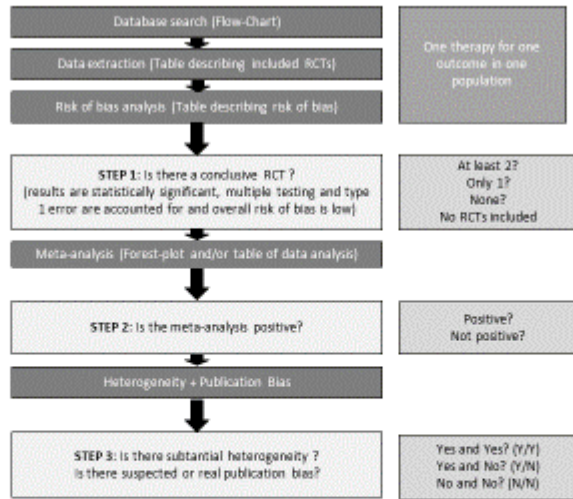 Database search (Flow-Chart)
Data extraction (Table describing included RCTs)
Risk of bias analysis (Table describing risk of bias)
One therapy for one
outcome in one
population
STEP 1: Is there a conclusive RCT ?
(results are statistically significant, multiple testing and type
1 error are accounted for and overall risk of bias is low)
At least 2?
Only 1?
None?
No RCTs included
Meta-analysis (Forest-plot and/or table of data analysis)
STEP 2: Is the meta-analysis positive?
Positive?
Not positive?
Heterogeneity + Publication Bias
STEP 3: Is there substantial heterogeneity ?
Is there suspected or real publication bias?
Yes and Yes? (Y/Y)
Yes and No? (Y/N)
No and No? (N/N)